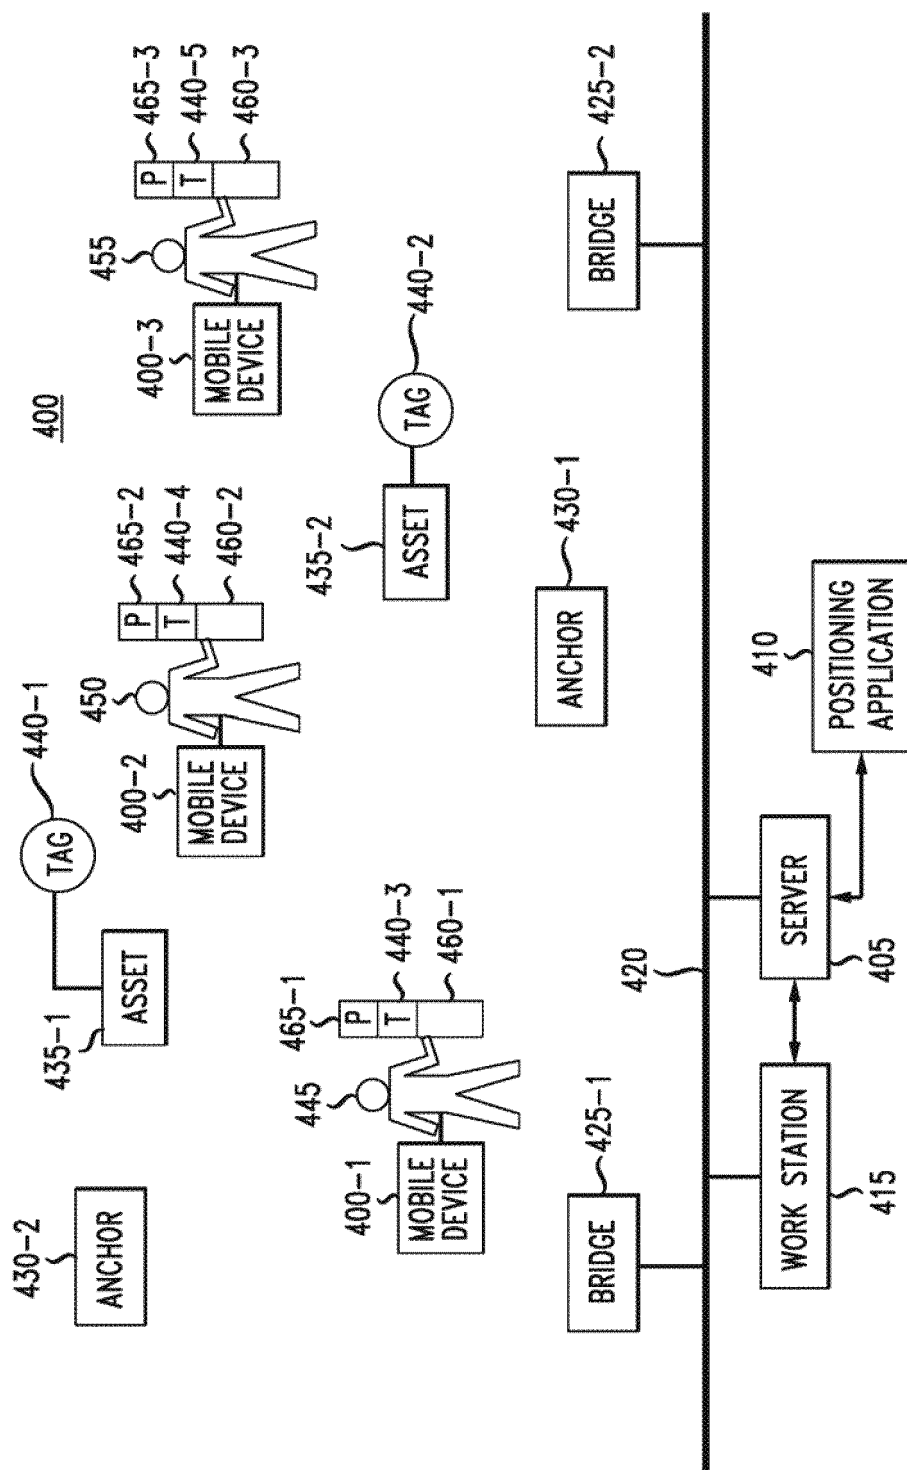 400
440-1
TAG
435-1
ASSET
430-2
ANCHOR
465-3
440-5
460-3
P
T
455
400-3
MOBILE
DEVICE
465-2
440-4
460-2
P
T
450
400-2
MOBILE
DEVICE
465-1
440-3
460-1
P
T
445
400-1
MOBILE
DEVICE
440-2
TAG
435-2
ASSET
430-1
ANCHOR
425-1
BRIDGE
425-2
BRIDGE
420
WORK STATION
415
SERVER
405
410
POSITIONING
APPLICATION